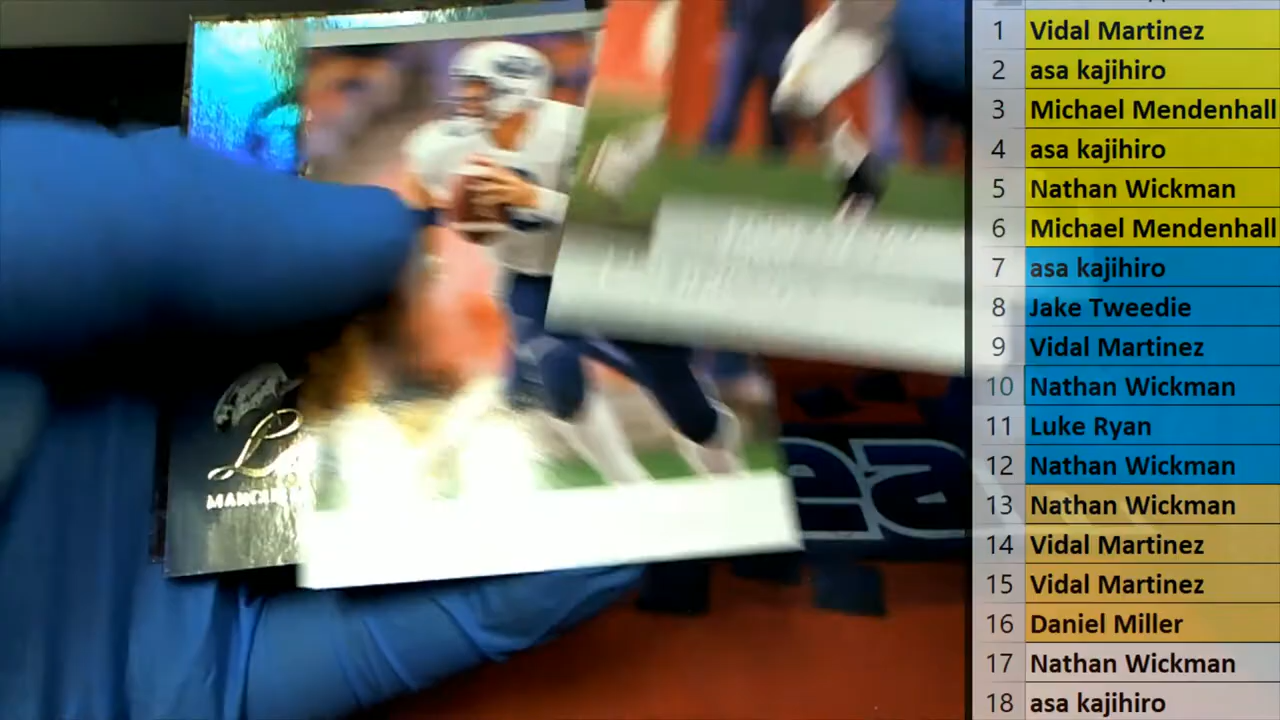 1 Vidal Martinez
2 asa kajihiro
3 Michael Mendenhall
4 asa kajihiro
5 Nathan Wickman
6 Michael Mendenhall
7 asa kajihiro
8 Jake Tweedie
9 Vidal Martinez
10 Nathan Wickman
11 Luke Ryan
12 Nathan Wickman
13 Nathan Wickman
14 Vidal Martinez
15 Vidal Martinez
16 Daniel Miller
17 Nathan Wickman
18 asa kajihiro